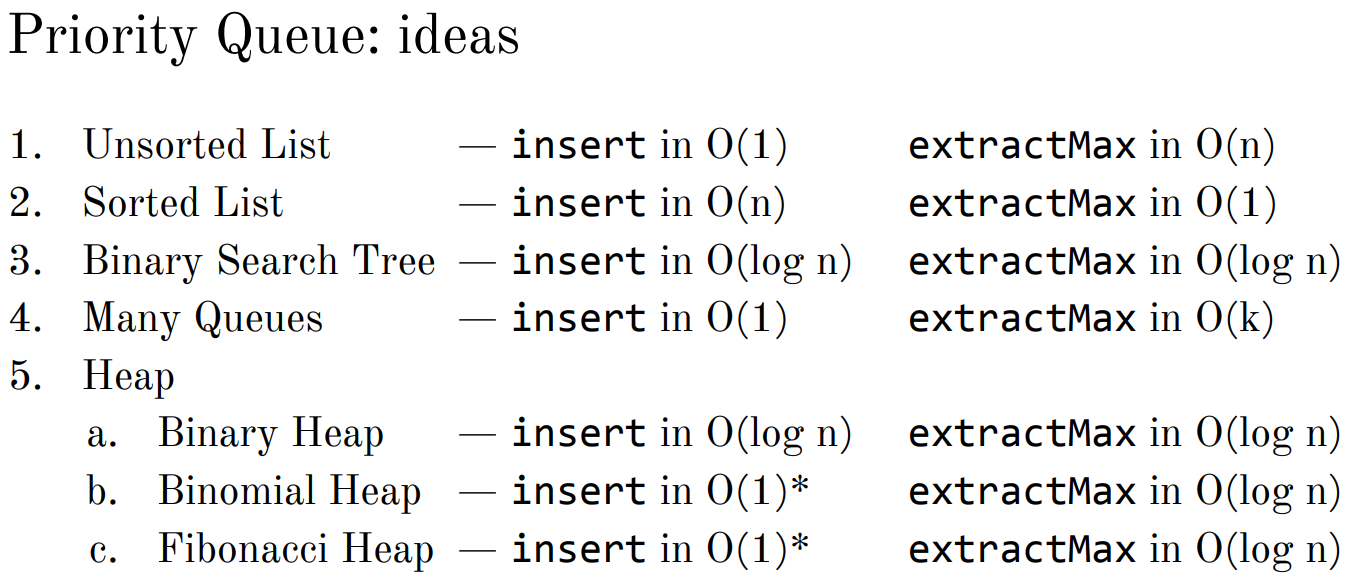 Priority Queue: ideas
1. Unsorted List — insert in O(1) extractMax in O(n)
2. Sorted List — insert in O(n) extractMax in O(1)
3. Binary Search Tree — insert in O(log n) extractMax in O(log n)
4. Many Queues — insert in O(1) extractMax in O(k)
5. Heap
a. Binary Heap — insert in O(log n) extractMax in O(log n)
b. Binomial Heap — insert in O(1)* extractMax in O(log n)
c. Fibonacci Heap — insert in O(1)* extractMax in O(log n)